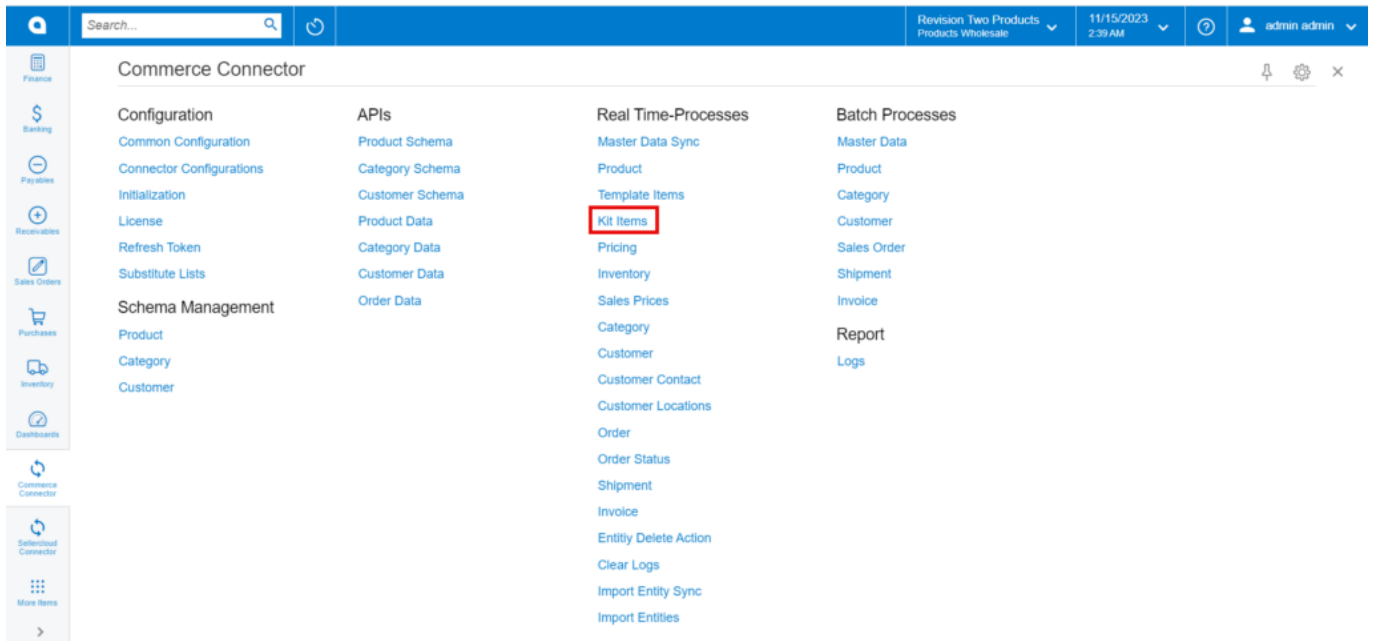 Search...
Revision Two Products
Products Wholesale
11/15/2023
2:39 AM
admin admin
Finance
Banking
Payables
Receivables
Sales Orders
Purchases
Inventory
Dashboards
Commerce
Connector
Sellercloud
Connector
More Items
Commerce Connector
Configuration
Common Configuration
Connector Configurations
Initialization
License
Refresh Token
Substitute Lists
Schema Management
Product
Category
Customer
APIs
Product Schema
Category Schema
Customer Schema
Product Data
Category Data
Customer Data
Order Data
Real Time-Processes
Master Data Sync
Product
Template Items
Kit Items
Pricing
Inventory
Sales Prices
Category
Customer
Customer Contact
Customer Locations
Order
Order Status
Shipment
Invoice
Entitiy Delete Action
Clear Logs
Import Entity Sync
Import Entities
Batch Processes
Master Data
Product
Category
Customer
Sales Order
Shipment
Invoice
Report
Logs